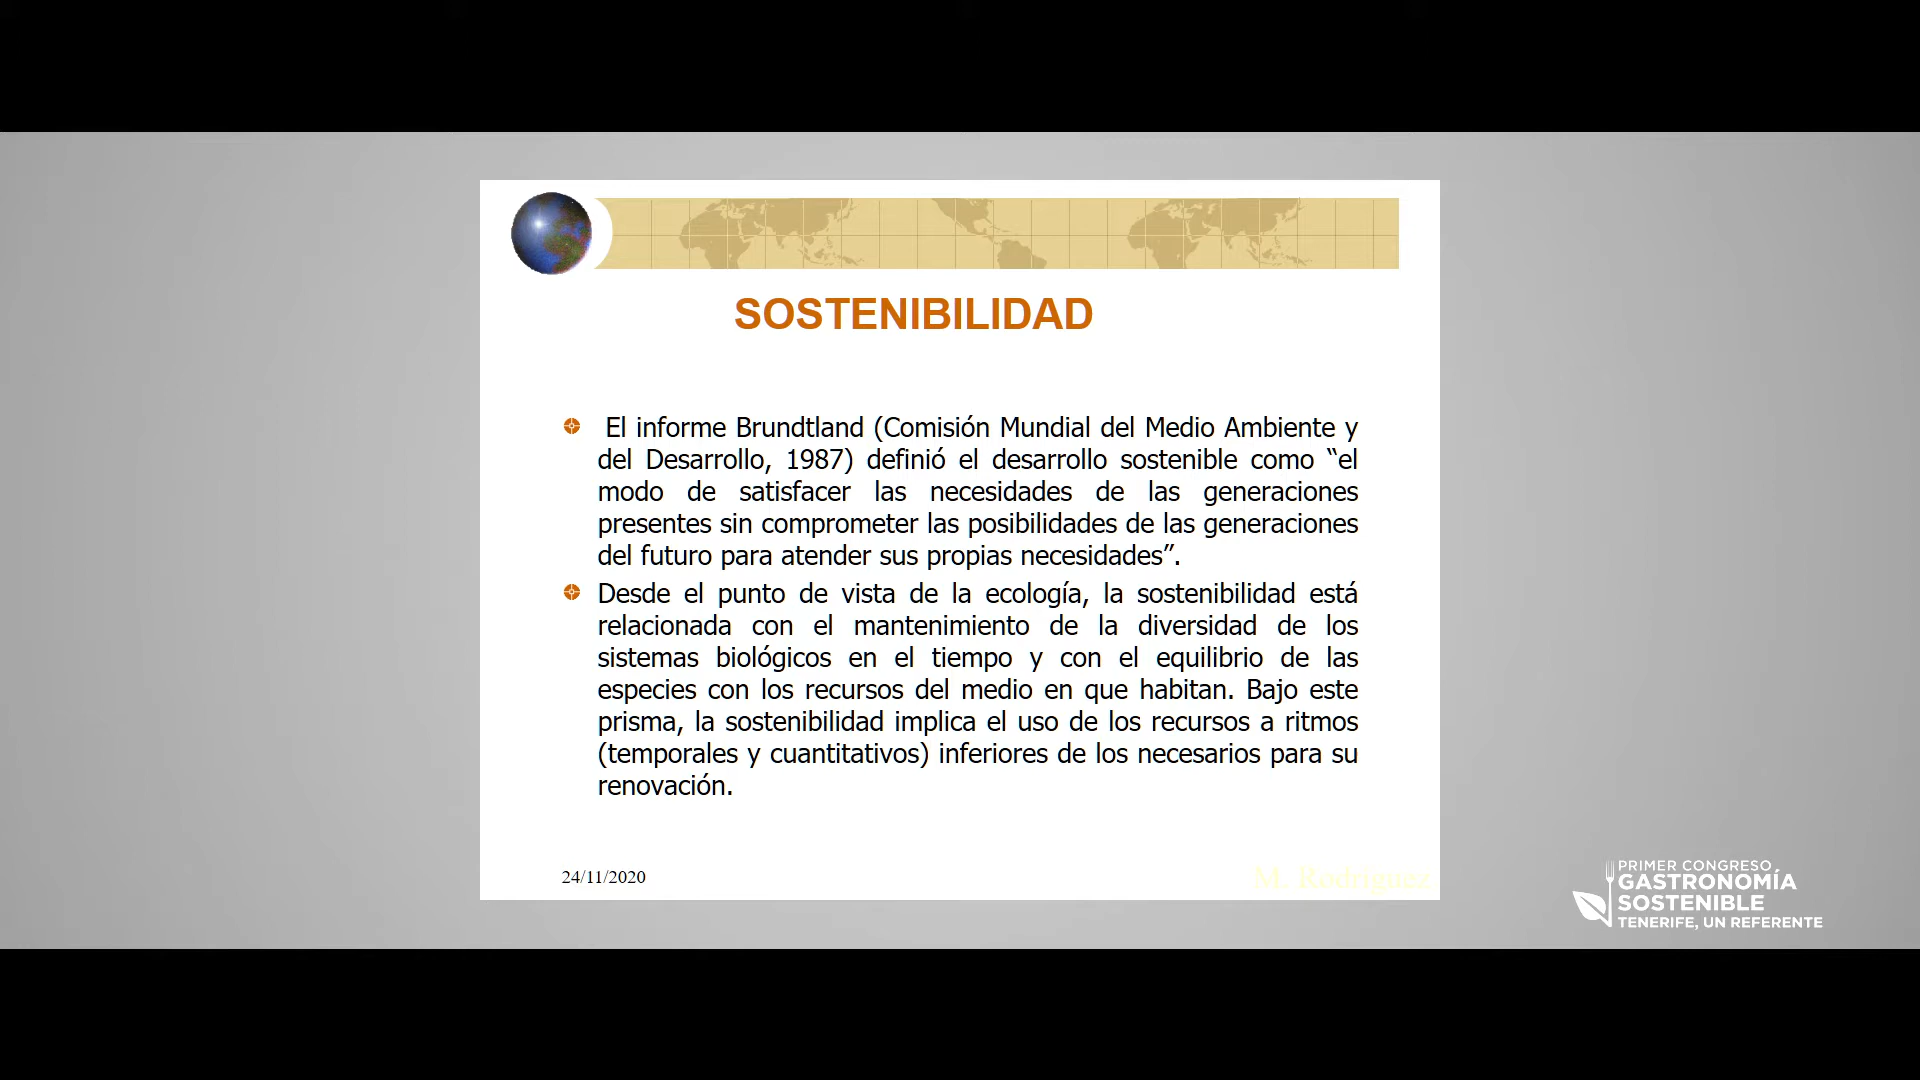 SOSTENIBILIDAD
El informe Brundtland (Comisión Mundial del Medio Ambiente y
del Desarrollo, 1987) definió el desarrollo sostenible como “el
modo de satisfacer las necesidades de las generaciones
presentes sin comprometer las posibilidades de las generaciones
del futuro para atender sus propias necesidades”.
Desde el punto de vista de la ecología, la sostenibilidad está
relacionada con el mantenimiento de la diversidad de los
sistemas biológicos en el tiempo y con el equilibrio de las
especies con los recursos del medio en que habitan. Bajo este
prisma, la sostenibilidad implica el uso de los recursos a ritmos
(temporales y cuantitativos) inferiores de los necesarios para su
renovación.
24/11/2020
M. Rodríguez
PRIMER CONGRESO
GASTRONOMÍA
SOSTENIBLE
TENERIFE, UN REFERENTE